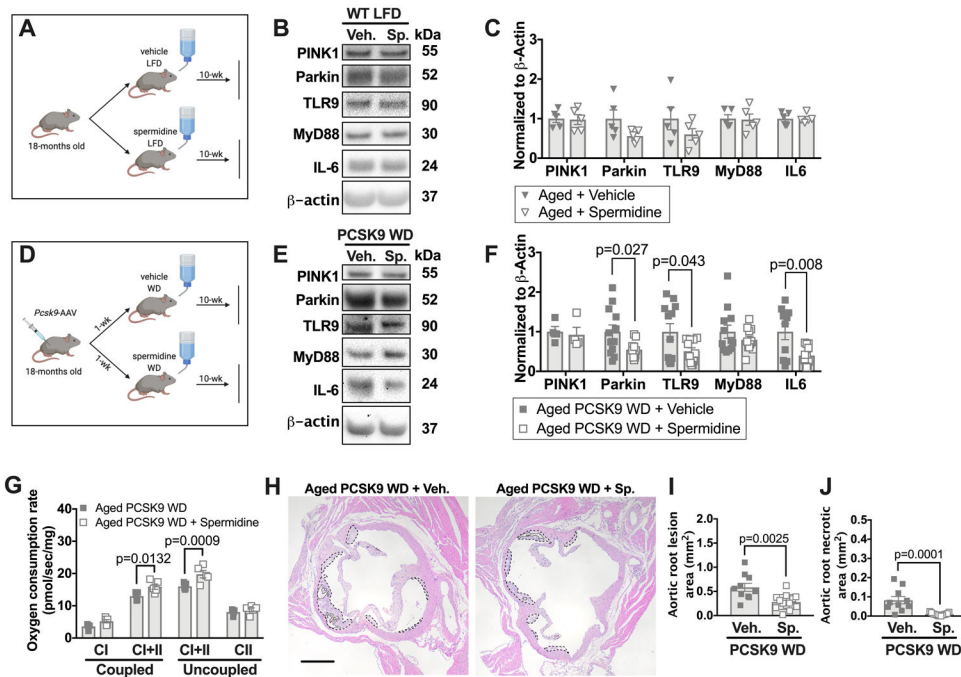 A
vehicle
LFD
10-wk
18-months old
spermidine
LFD
10-wk
B
WT LFD
Veh. Sp. kDa
PINK1 55
Parkin 52
TLR9 90
MyD88 30
IL-6 24
β-actin 37
C
Normalized to β-Actin
3
2
1
0
PINK1 Parkin TLR9 MyD88 IL6
Aged + Vehicle
Aged + Spermidine
D
vehicle
WD
10-wk
Pcsk9-AAV
1-wk
1-wk
18-months old
spermidine
WD
10-wk
E
PCSK9 WD
Veh. Sp. kDa
PINK1 55
Parkin 52
TLR9 90
MyD88 30
IL-6 24
β-actin 37
F
Normalized to β-Actin
3
2
1
0
p=0.027
p=0.043
p=0.008
PINK1 Parkin TLR9 MyD88 IL6
Aged PCSK9 WD + Vehicle
Aged PCSK9 WD + Spermidine
G
Oxygen consumption rate
(pmol/sec/mg)
40
30
20
10
0
Aged PCSK9 WD
Aged PCSK9 WD + Spermidine
p=0.0132
p=0.0009
CI CI+II CI+II CII
Coupled Uncoupled
H
Aged PCSK9 WD + Veh.
Aged PCSK9 WD + Sp.
I
Aortic root lesion
area (mm²)
2.0
1.5
1.0
0.5
0.0
p=0.0025
Veh. Sp.
PCSK9 WD
J
Aortic root necrotic
area (mm²)
0.5
0.4
0.3
0.2
0.1
0.0
p=0.0001
Veh. Sp.
PCSK9 WD